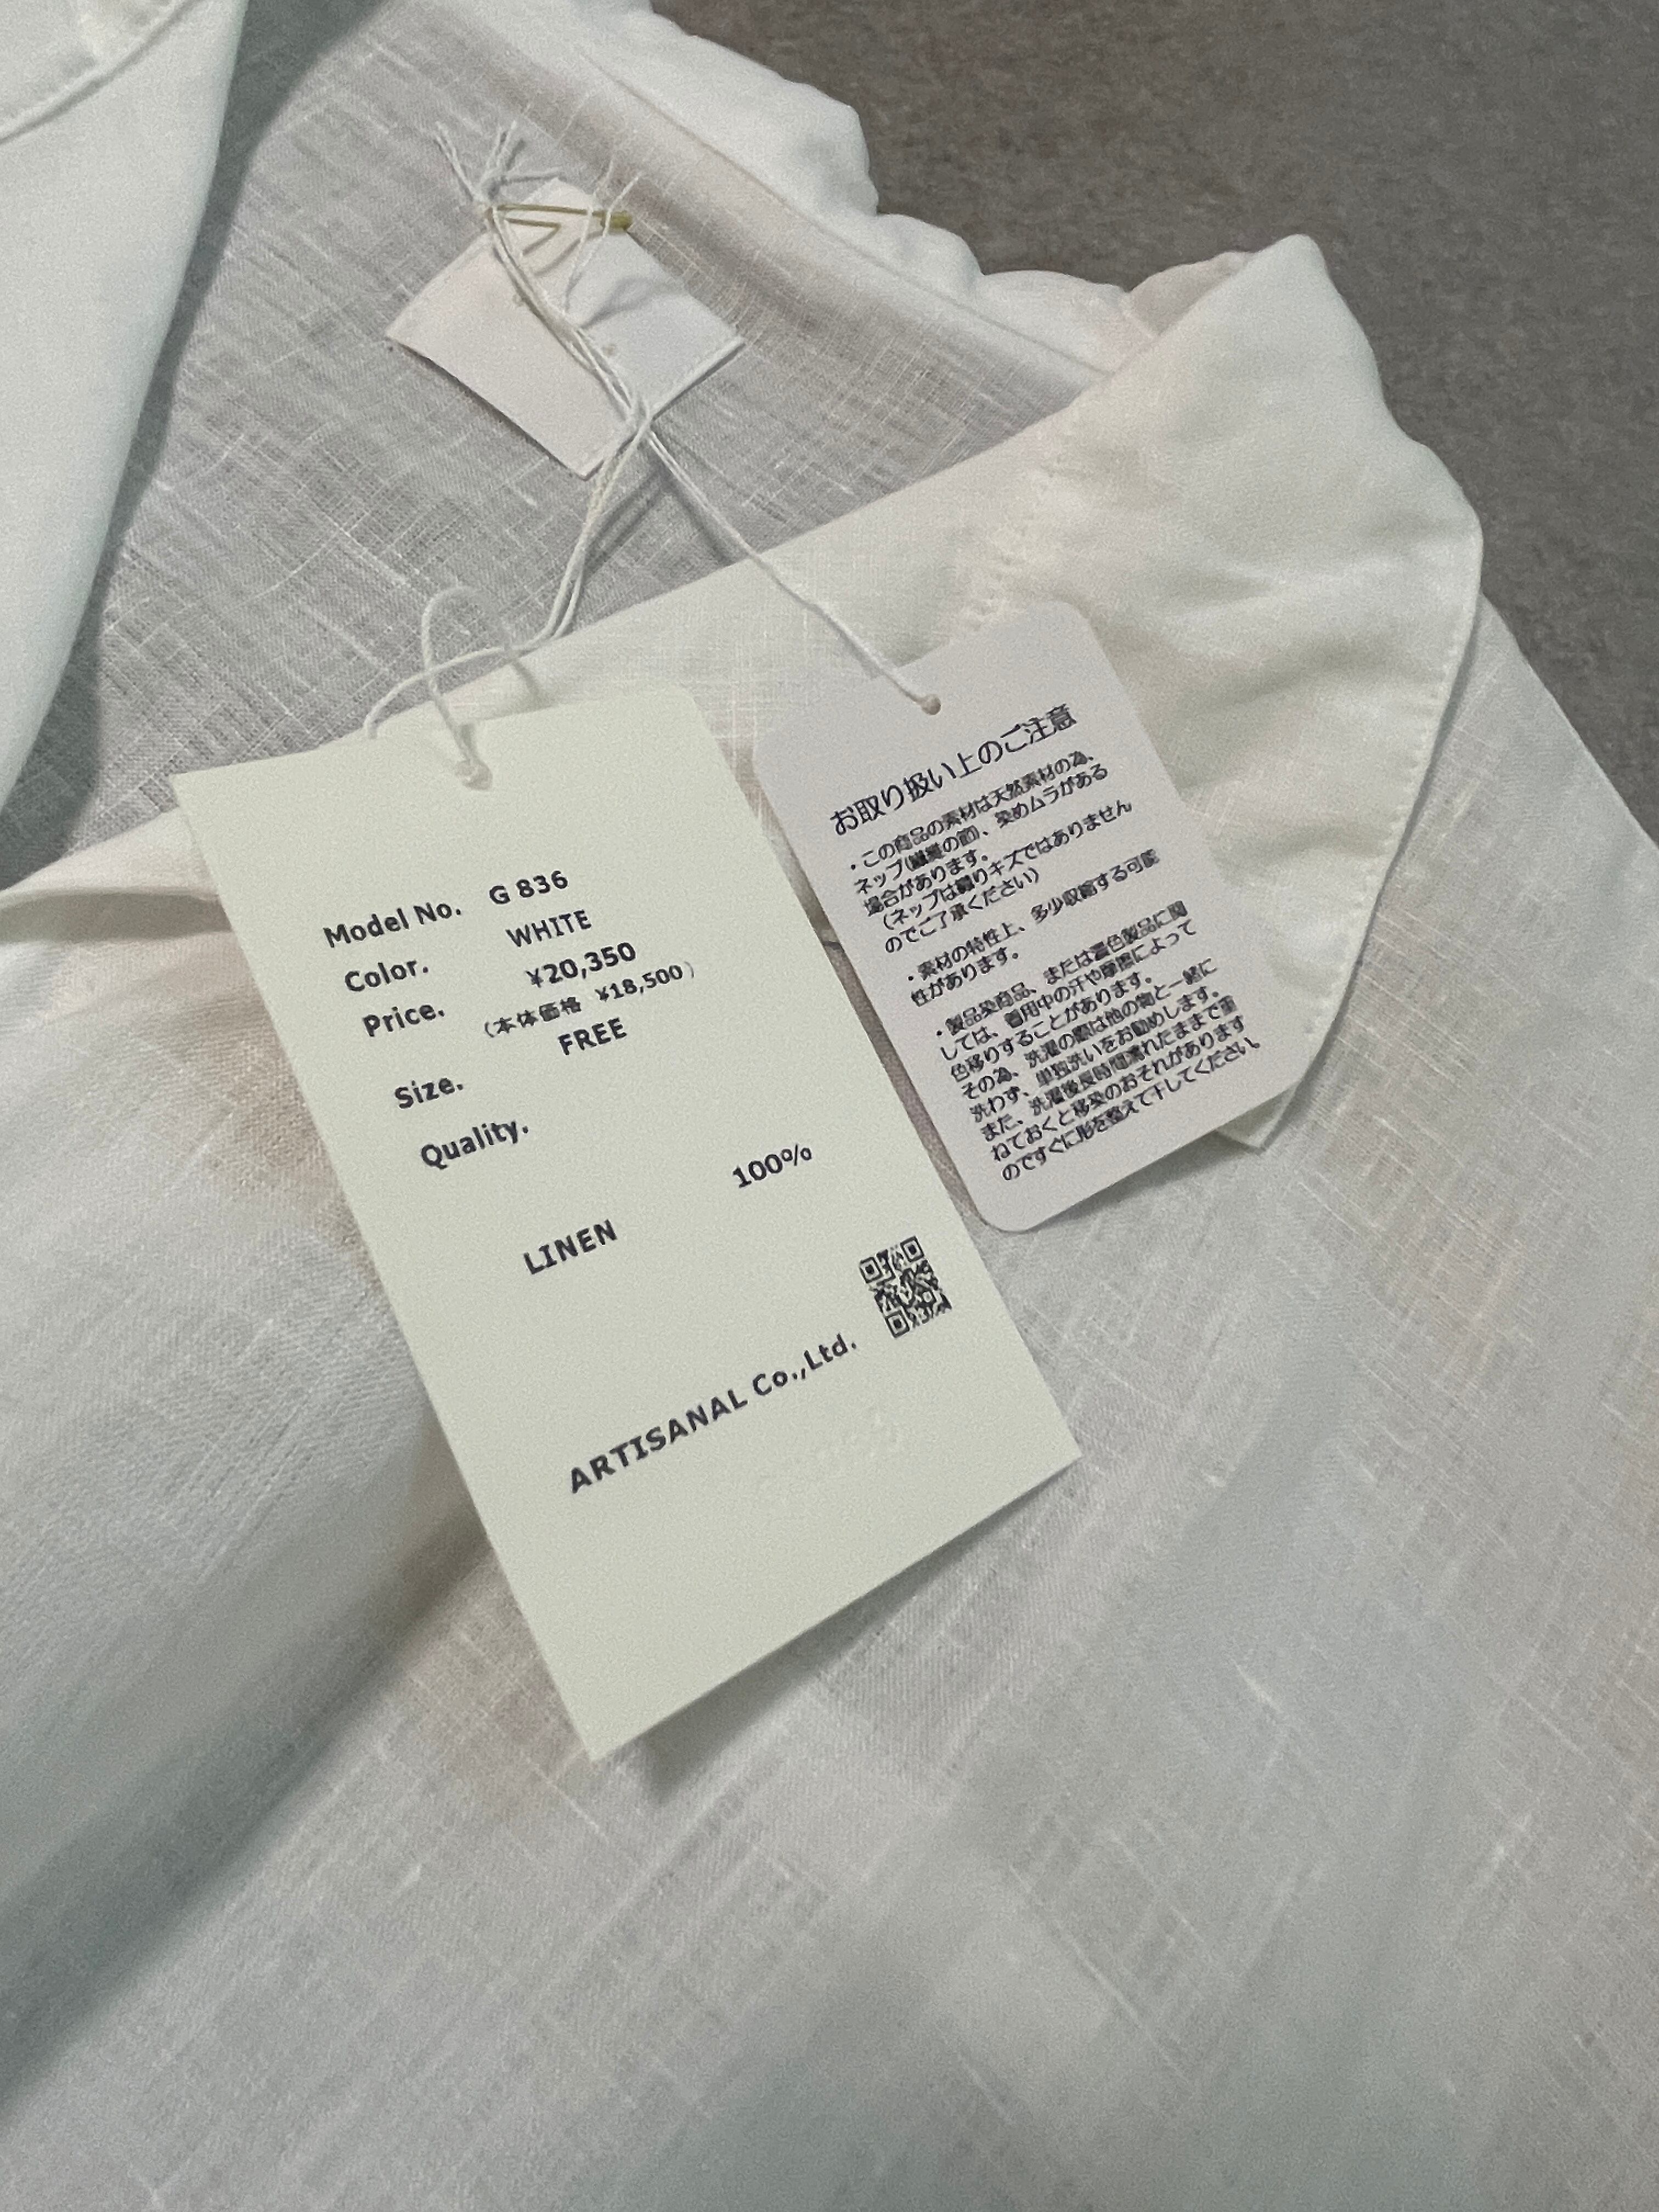 Model No. G 836
Color. WHITE
Price. ¥20,350
(本体価格 ¥18,500)
Size. FREE
Quality.
100%
LINEN
ARTISANAL Co.,Ltd.
お取り扱い上のご注意
・この商品の素材は天然素材の為、
ネップ(繊維の節)、染めムラがある
場合があります。
(ネップは織りキズではありません
のでご了承ください)
・素材の特性上、多少収縮する可能
性があります。
・製品染商品、または濃色製品に関
しては、着用中の汗や摩擦によって
色移りすることがあります。
その為、洗濯の際は他の物と一緒に
洗わず、単独洗いをお勧めします。
また、洗濯後長時間濡れたままで重
ねておくと移染のおそれがあります
のですぐに形を整えて干してください。